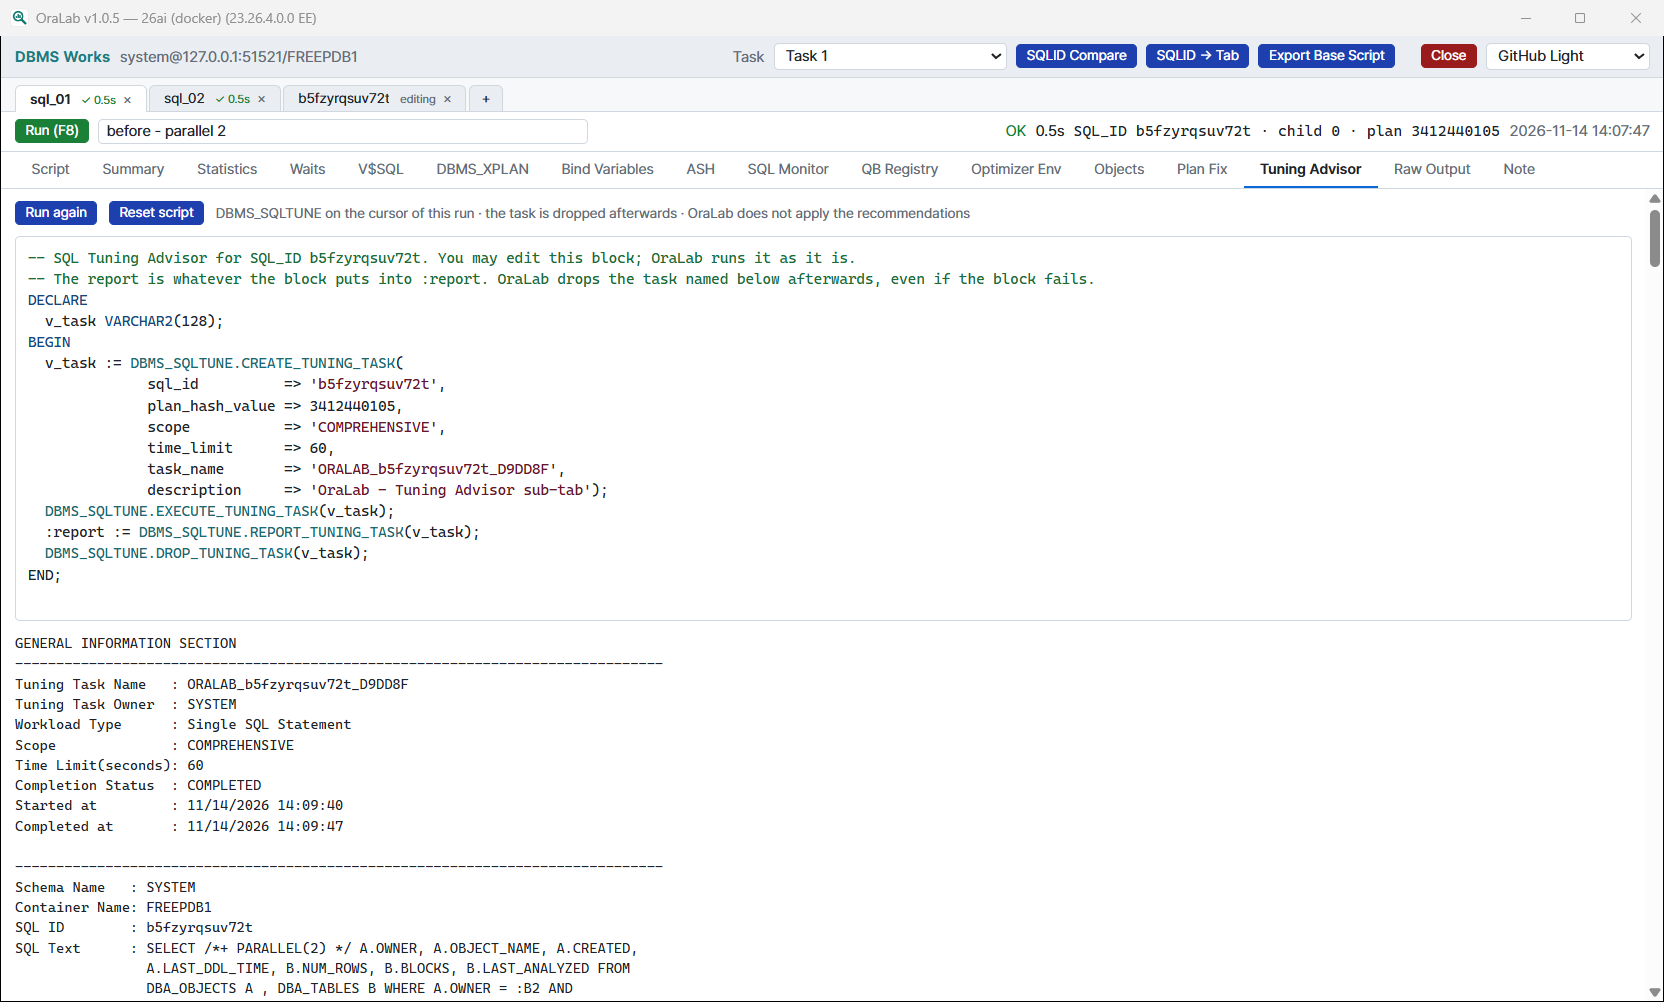 OraLab v1.0.5 — 26ai (docker) (23.26.4.0.0 EE)
DBMS Works system@127.0.0.1:51521/FREEPDB1 Task Task 1 SQLID Compare SQLID → Tab Export Base Script Close GitHub Light
sql_01 ✓ 0.5s × sql_02 ✓ 0.5s × b5fzyrqsuv72t editing × +
Run (F8) before - parallel 2 OK 0.5s SQL_ID b5fzyrqsuv72t · child 0 · plan 3412440105 2026-11-14 14:07:47
Script Summary Statistics Waits V$SQL DBMS_XPLAN Bind Variables ASH SQL Monitor QB Registry Optimizer Env Objects Plan Fix Tuning Advisor Raw Output Note
Run again Reset script DBMS_SQLTUNE on the cursor of this run · the task is dropped afterwards · OraLab does not apply the recommendations
-- SQL Tuning Advisor for SQL_ID b5fzyrqsuv72t. You may edit this block; OraLab runs it as it is.
-- The report is whatever the block puts into :report. OraLab drops the task named below afterwards, even if the block fails.
DECLARE
  v_task VARCHAR2(128);
BEGIN
  v_task := DBMS_SQLTUNE.CREATE_TUNING_TASK(
              sql_id          => 'b5fzyrqsuv72t',
              plan_hash_value => 3412440105,
              scope           => 'COMPREHENSIVE',
              time_limit      => 60,
              task_name       => 'ORALAB_b5fzyrqsuv72t_D9DD8F',
              description     => 'OraLab - Tuning Advisor sub-tab');
  DBMS_SQLTUNE.EXECUTE_TUNING_TASK(v_task);
  :report := DBMS_SQLTUNE.REPORT_TUNING_TASK(v_task);
  DBMS_SQLTUNE.DROP_TUNING_TASK(v_task);
END;
GENERAL INFORMATION SECTION
-------------------------------------------------------------------------------
Tuning Task Name   : ORALAB_b5fzyrqsuv72t_D9DD8F
Tuning Task Owner  : SYSTEM
Workload Type      : Single SQL Statement
Scope              : COMPREHENSIVE
Time Limit(seconds): 60
Completion Status  : COMPLETED
Started at         : 11/14/2026 14:09:40
Completed at       : 11/14/2026 14:09:47
-------------------------------------------------------------------------------
Schema Name   : SYSTEM
Container Name: FREEPDB1
SQL ID        : b5fzyrqsuv72t
SQL Text      : SELECT /*+ PARALLEL(2) */ A.OWNER, A.OBJECT_NAME, A.CREATED,
                A.LAST_DDL_TIME, B.NUM_ROWS, B.BLOCKS, B.LAST_ANALYZED FROM
                DBA_OBJECTS A , DBA_TABLES B WHERE A.OWNER = :B2 AND